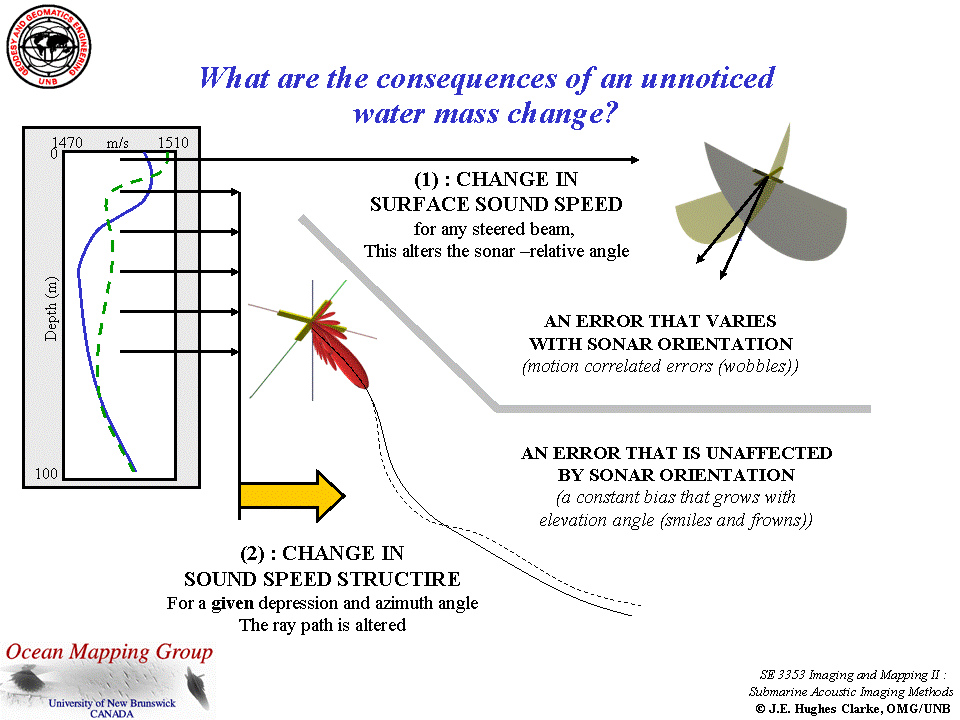 GEODESY AND GEOMATICS ENGINEERING
UNB
What are the consequences of an unnoticed
water mass change?
1470 m/s 1510
0
Depth (m)
100
(1) : CHANGE IN
SURFACE SOUND SPEED
for any steered beam,
This alters the sonar –relative angle
AN ERROR THAT VARIES
WITH SONAR ORIENTATION
(motion correlated errors (wobbles))
AN ERROR THAT IS UNAFFECTED
BY SONAR ORIENTATION
(a constant bias that grows with
elevation angle (smiles and frowns))
(2) : CHANGE IN
SOUND SPEED STRUCTIRE
For a given depression and azimuth angle
The ray path is altered
Ocean Mapping Group
University of New Brunswick
CANADA
SE 3353 Imaging and Mapping II :
Submarine Acoustic Imaging Methods
© J.E. Hughes Clarke, OMG/UNB